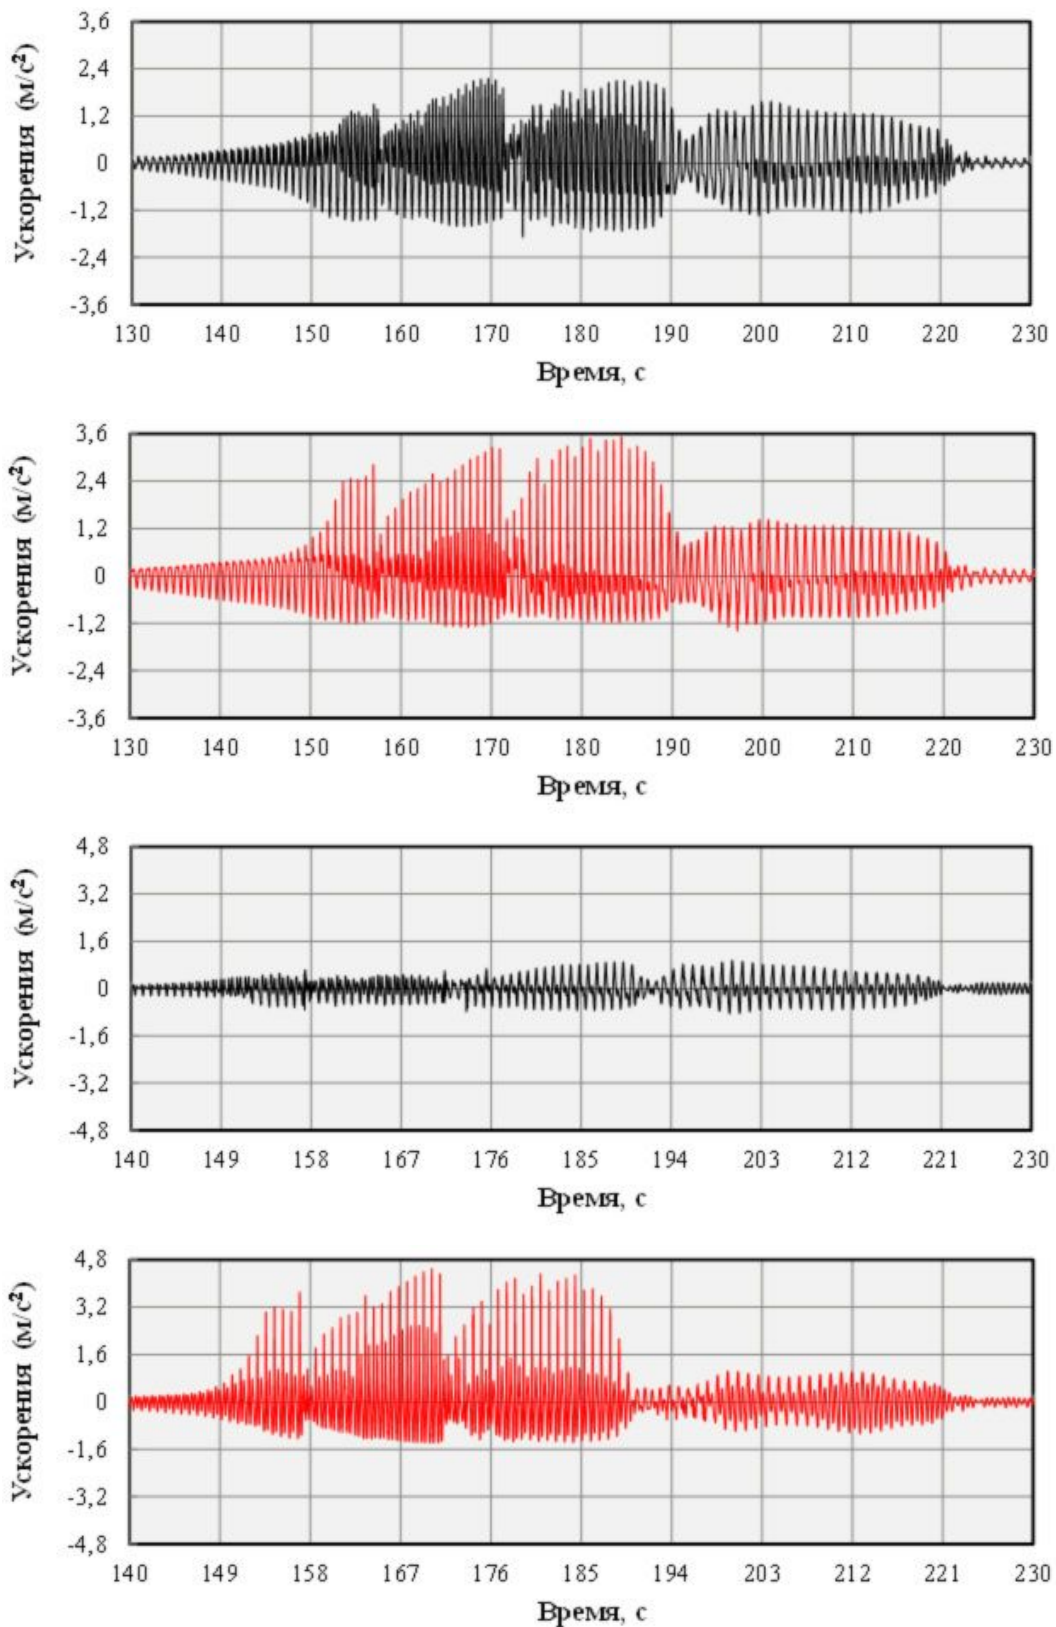 Ускорения (м/с²)
3,6
2,4
1,2
0
-1,2
-2,4
-3,6
130 140 150 160 170 180 190 200 210 220 230
Время, с
Ускорения (м/с²)
3,6
2,4
1,2
0
-1,2
-2,4
-3,6
130 140 150 160 170 180 190 200 210 220 230
Время, с
Ускорения (м/с²)
4,8
3,2
1,6
0
-1,6
-3,2
-4,8
140 149 158 167 176 185 194 203 212 221 230
Время, с
Ускорения (м/с²)
4,8
3,2
1,6
0
-1,6
-3,2
-4,8
140 149 158 167 176 185 194 203 212 221 230
Время, с